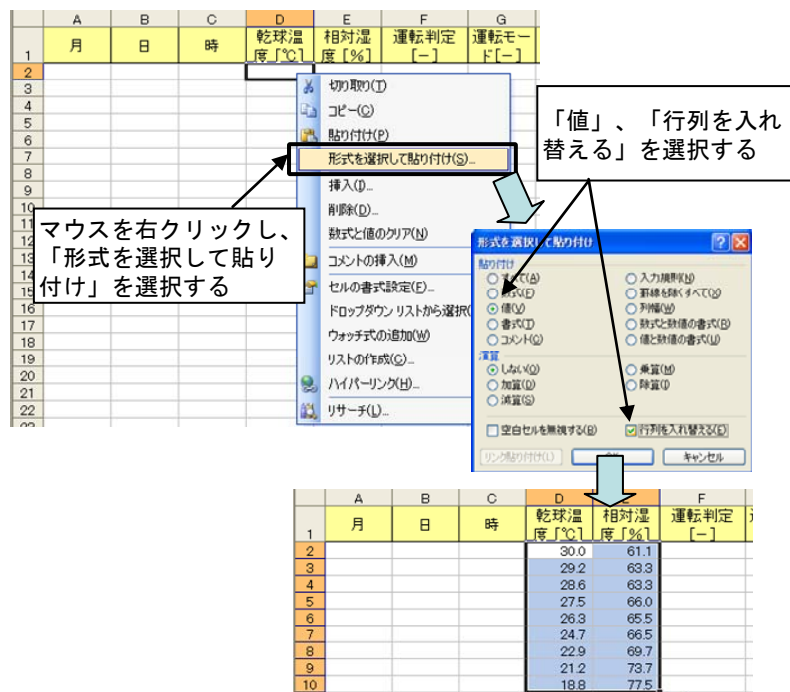 A B C D E F G
1 月 日 時 乾球温度［℃］ 相対湿度［%］ 運転判定［－］ 運転モード［－］
2
3
4
5
6
7
8
9
10
11
12
13
14
15
16
17
18
19
20
21
22
切り取り(T)
コピー(C)
貼り付け(P)
形式を選択して貼り付け(S)...
挿入(I)...
削除(D)...
数式と値のクリア(N)
コメントの挿入(M)
セルの書式設定(F)...
ドロップダウン リストから選択(
ウォッチ式の追加(W)
リストの作成(C)...
ハイパーリンク(H)...
リサーチ(L)...
マウスを右クリックし、
「形式を選択して貼り
付け」を選択する
「値」、「行列を入れ
替える」を選択する
形式を選択して貼り付け
貼り付け
すべて(A) 入力規則(N)
数式(F) 罫線を除くすべて(X)
値(V) 列幅(W)
書式(T) 数式と数値の書式(R)
コメント(C) 値と数値の書式(U)
演算
しない(O) 乗算(M)
加算(D) 除算(I)
減算(S)
空白セルを無視する(B) 行列を入れ替える(E)
リンク貼り付け(L) キャンセル
A B C D E F
1 月 日 時 乾球温度［℃］ 相対湿度［%］ 運転判定［－］
2 30.0 61.1
3 29.2 63.3
4 28.6 63.3
5 27.5 66.0
6 26.3 65.5
7 24.7 66.5
8 22.9 69.7
9 21.2 73.7
10 18.8 77.5